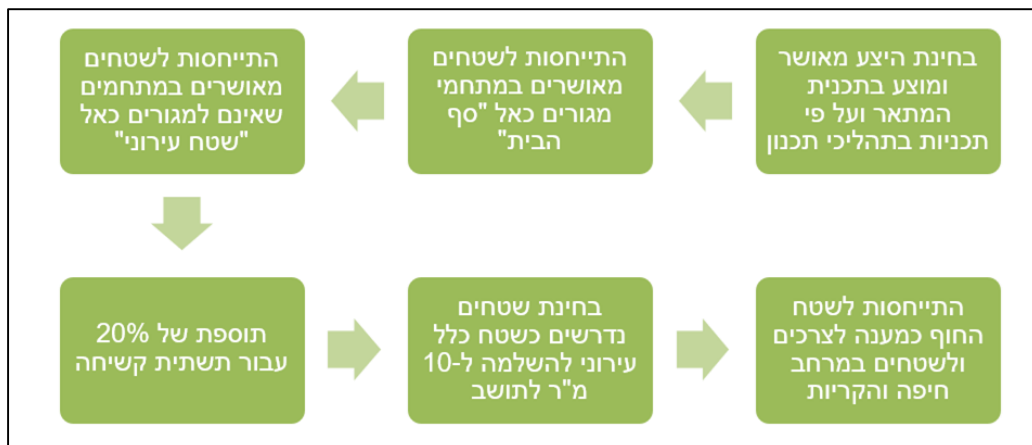 בחינת היצע מאושר
ומוצע בתכנית
המתאר ועל פי
תכניות בתהליכי תכנון
התייחסות לשטחים
מאושרים במתחמי
מגורים כאל "סף
הבית"
התייחסות לשטחים
מאושרים במתחמים
שאינם למגורים כאל
"שטח עירוני"
תוספת של 20%
עבור תשתית קשיחה
בחינת שטחים
נדרשים כשטח כלל
עירוני להשלמה ל-10
מ"ר לתושב
התייחסות לשטח
החוף כמענה לצרכים
ולשטחים במרחב
חיפה והקריות